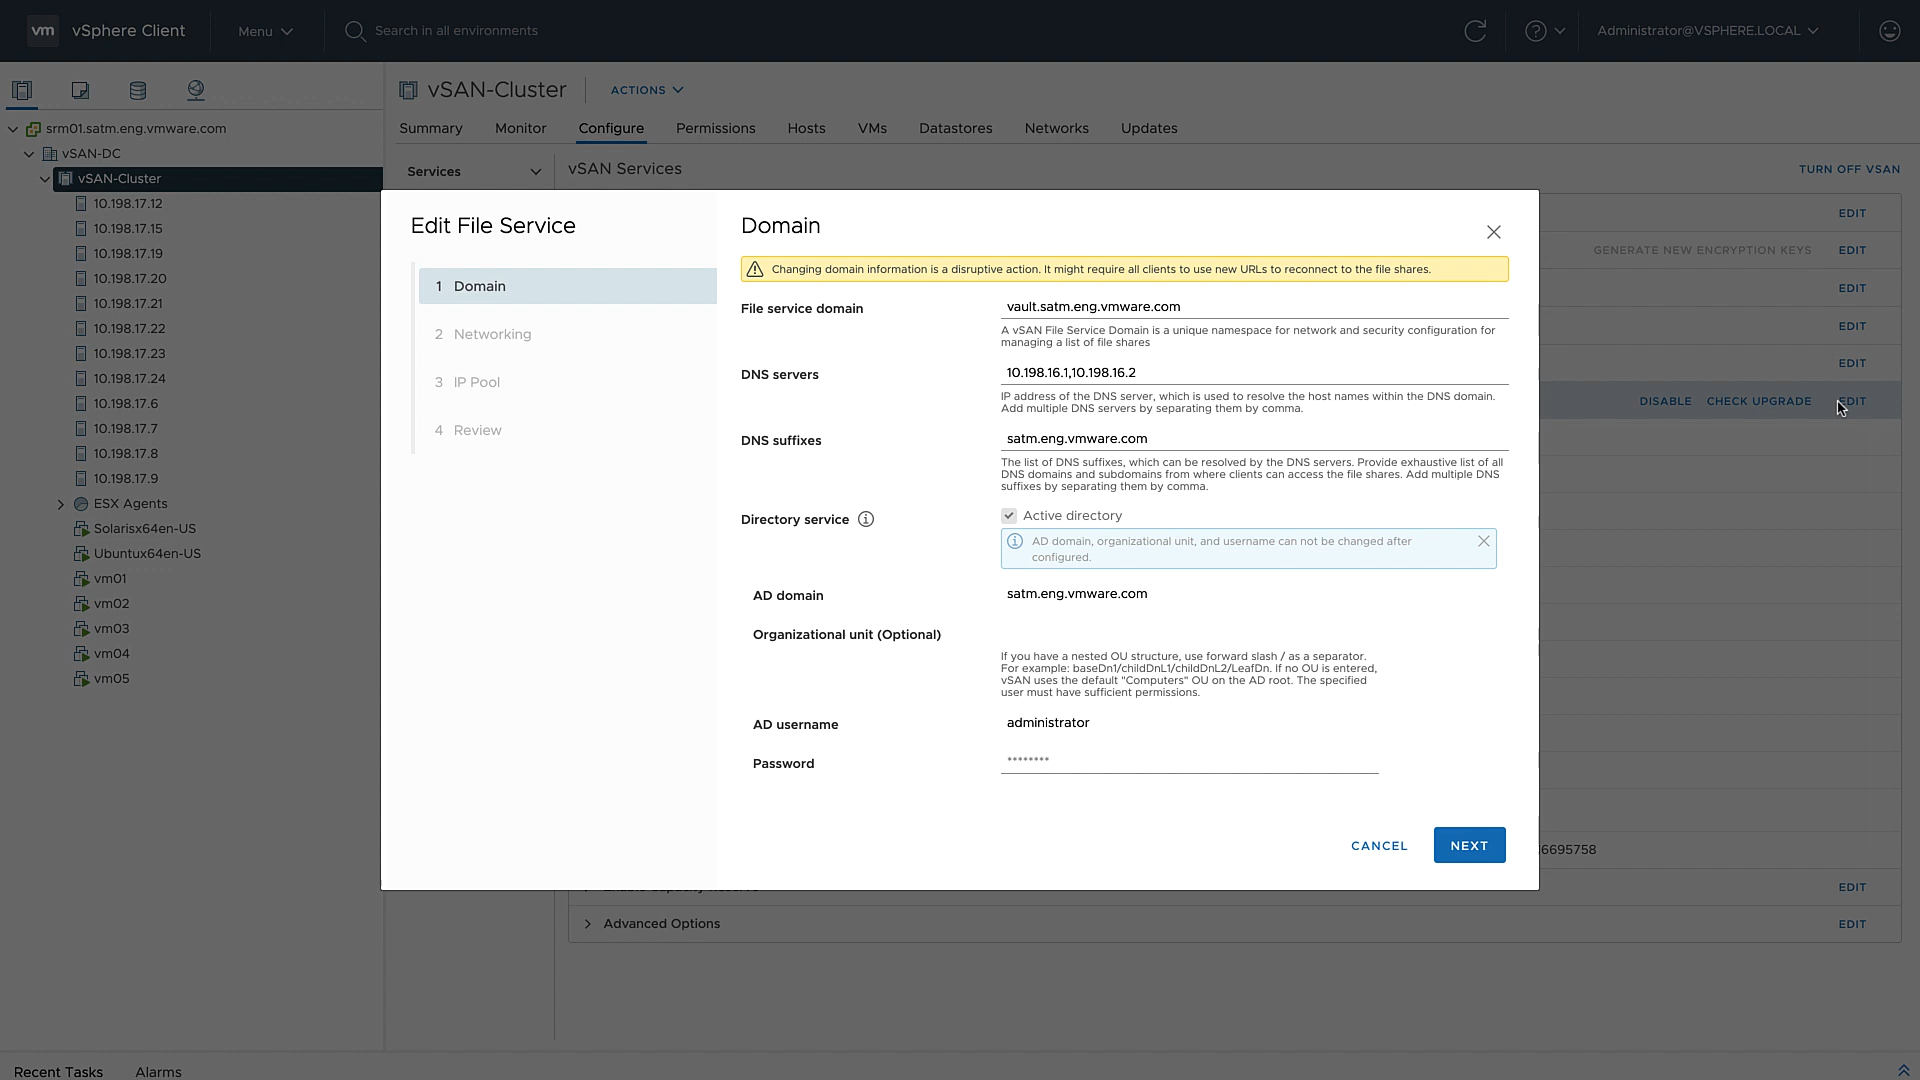 vm vSphere Client Menu Search in all environments Administrator@VSPHERE.LOCAL
srm01.satm.eng.vmware.com
vSAN-DC
vSAN-Cluster
10.198.17.12
10.198.17.15
10.198.17.19
10.198.17.20
10.198.17.21
10.198.17.22
10.198.17.23
10.198.17.24
10.198.17.6
10.198.17.7
10.198.17.8
10.198.17.9
ESX Agents
Solarisx64en-US
Ubuntux64en-US
vm01
vm02
vm03
vm04
vm05
vSAN-Cluster ACTIONS
Summary Monitor Configure Permissions Hosts VMs Datastores Networks Updates
Services
vSAN Services TURN OFF VSAN
EDIT
GENERATE NEW ENCRYPTION KEYS EDIT
EDIT
EDIT
EDIT
DISABLE CHECK UPGRADE EDIT
Edit File Service
1 Domain
2 Networking
3 IP Pool
4 Review
Domain
Changing domain information is a disruptive action. It might require all clients to use new URLs to reconnect to the file shares.
File service domain vault.satm.eng.vmware.com
A vSAN File Service Domain is a unique namespace for network and security configuration for
managing a list of file shares
DNS servers 10.198.16.1,10.198.16.2
IP address of the DNS server, which is used to resolve the host names within the DNS domain.
Add multiple DNS servers by separating them by comma.
DNS suffixes satm.eng.vmware.com
The list of DNS suffixes, which can be resolved by the DNS servers. Provide exhaustive list of all
DNS domains and subdomains from where clients can access the file shares. Add multiple DNS
suffixes by separating them by comma.
Directory service Active directory
AD domain, organizational unit, and username can not be changed after
configured.
AD domain satm.eng.vmware.com
Organizational unit (Optional)
If you have a nested OU structure, use forward slash / as a separator.
For example: baseDn1/childDnL1/childDnL2/LeafDn. If no OU is entered,
vSAN uses the default "Computers" OU on the AD root. The specified
user must have sufficient permissions.
AD username administrator
Password ********
CANCEL NEXT
6695758
EDIT
Advanced Options EDIT
Recent Tasks Alarms